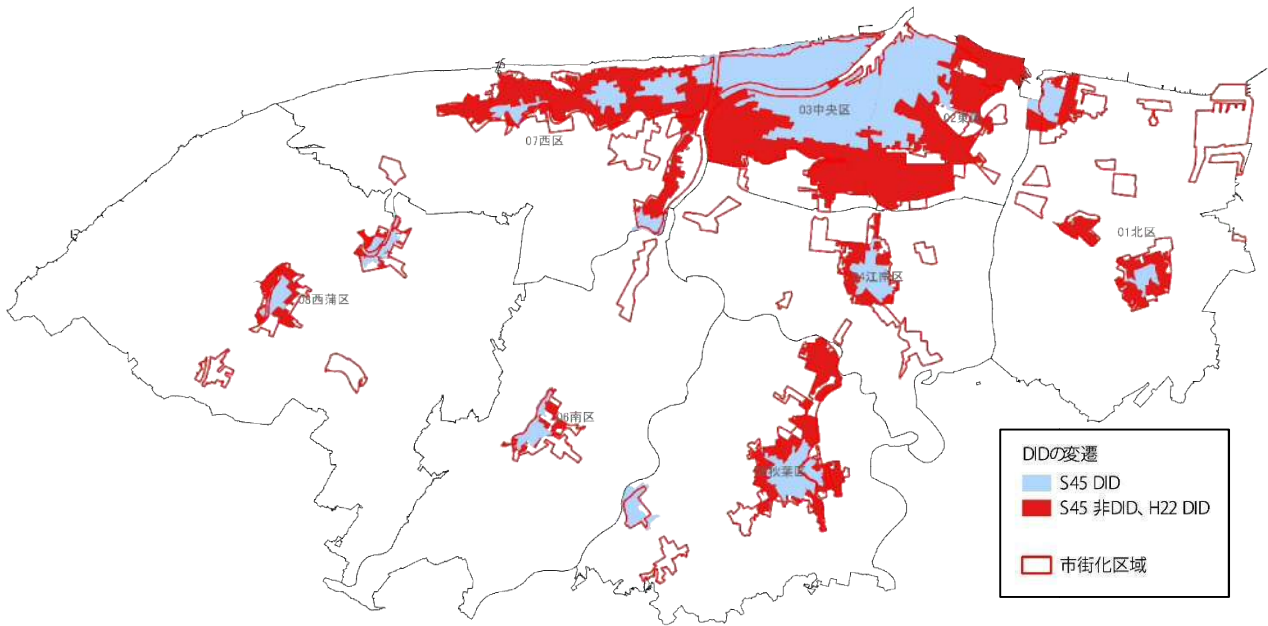 03中央区
02東
07西区
01北区
4江南区
08西蒲区
06南区
秋葉区
DIDの変遷
S45 DID
S45 非DID、H22 DID
市街化区域